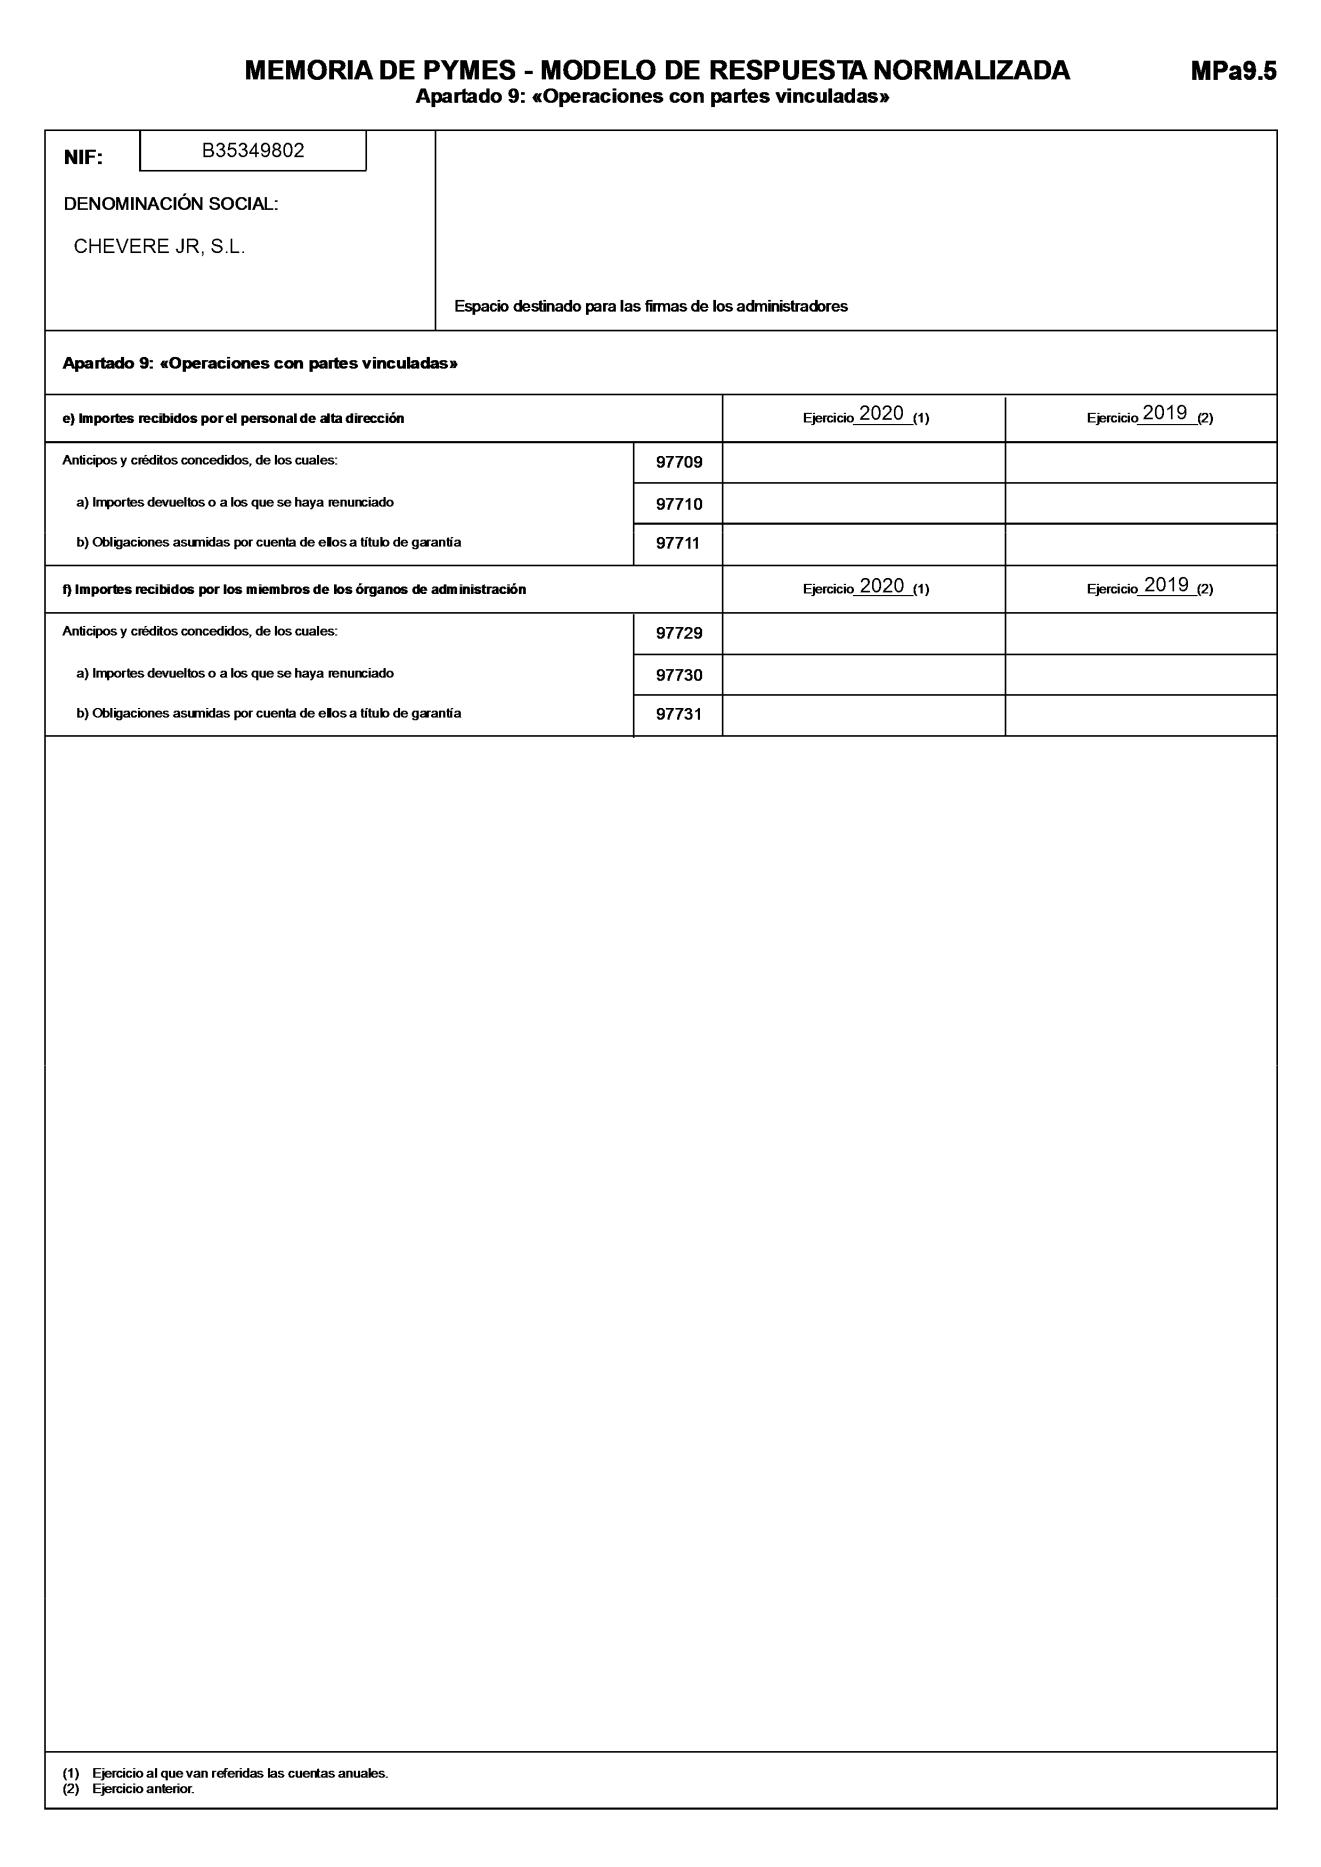 MEMORIA DE PYMES - MODELO DE RESPUESTA NORMALIZADA MPa9.5
Apartado 9: «Operaciones con partes vinculadas»
NIF: B35349802
DENOMINACIÓN SOCIAL:
CHEVERE JR, S.L.
Espacio destinado para las firmas de los administradores
Apartado 9: «Operaciones con partes vinculadas»
e) Importes recibidos por el personal de alta dirección Ejercicio 2020 (1) Ejercicio 2019 (2)
Anticipos y créditos concedidos, de los cuales: 97709
a) Importes devueltos o a los que se haya renunciado 97710
b) Obligaciones asumidas por cuenta de ellos a título de garantía 97711
f) Importes recibidos por los miembros de los órganos de administración Ejercicio 2020 (1) Ejercicio 2019 (2)
Anticipos y créditos concedidos, de los cuales: 97729
a) Importes devueltos o a los que se haya renunciado 97730
b) Obligaciones asumidas por cuenta de ellos a título de garantía 97731
(1) Ejercicio al que van referidas las cuentas anuales.
(2) Ejercicio anterior.